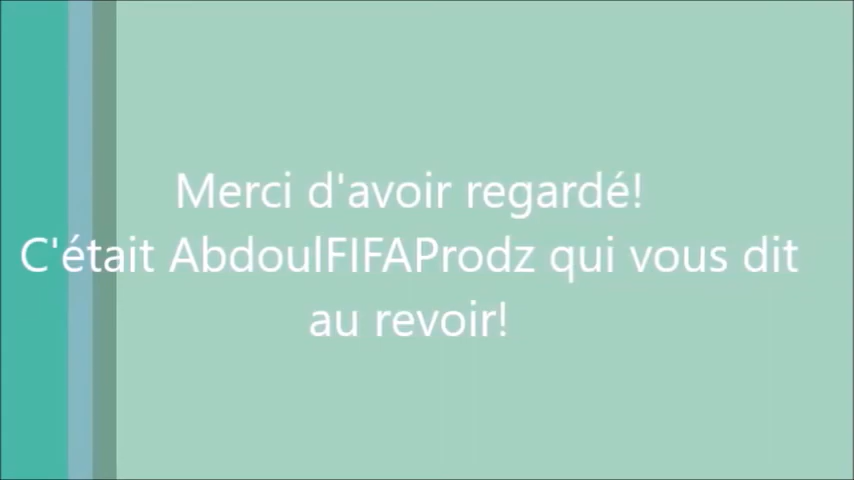 Merci d'avoir regardé!
C'était AbdoulFIFAProdz qui vous dit
au revoir!